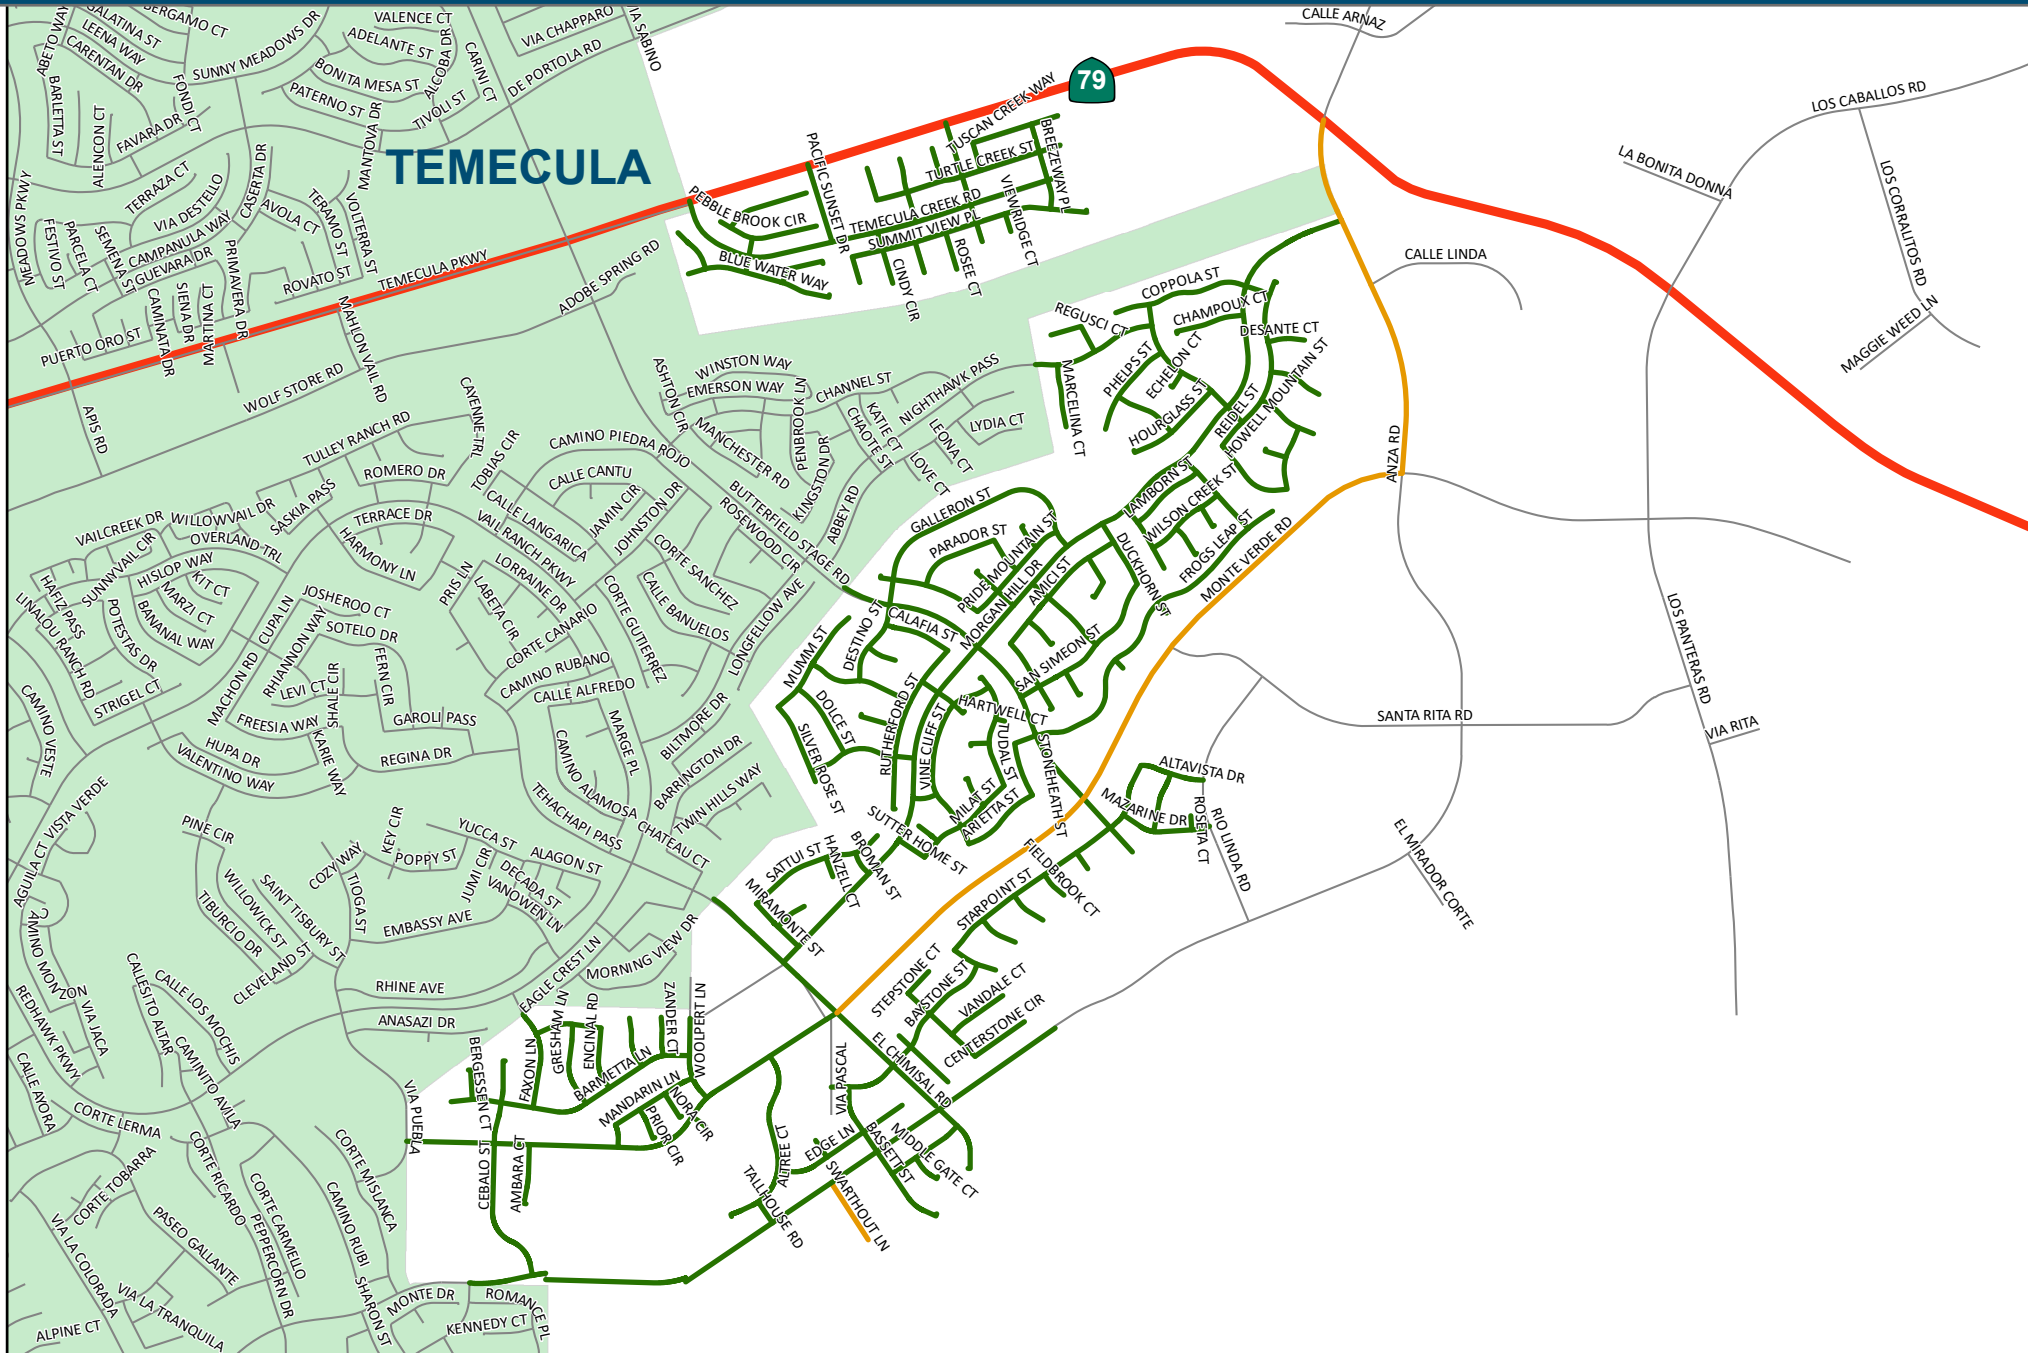 GALATINA ST
BERGAMO CT
VALENCE CT
VIA CHAPPARO
CALLE ARNAZ
LEENA WAY
SUNNY MEADOWS DR
ADELANTE ST
ALCOBA DR
CARINI CT
DE PORTOLA RD
ABETO WAY
CARENTAN DR
BONITA MESA ST
79
LOS CABALLOS RD
BARLETTA ST
FONDI CT
PATERNO ST
TIVOLI ST
TUSCAN CREEK WAY
ALENCON CT
FAVARA DR
MANTOVA DR
TEMECULA
PACIFIC SUNSET DR
TURTLE CREEK ST
BREEZEWAY PL
LA BONITA DONNA
LOS CORRALITOS RD
MEADOWS PKWY
TERRAZA CT
CASERTA DR
VIA DESTELLO
AVOLA CT
TERAMO ST
VOLTERRA ST
PEBBLE BROOK CIR
TEMECULA CREEK RD
VIEWRIDGE CT
FESTIVO ST
PARCELA CT
SEMENA ST
CAMPANULA WAY
GUEVARA DR
PRIMAVERA DR
SUMMIT VIEW PL
ROSEE CT
CINDY CIR
BLUE WATER WAY
ADOBE SPRING RD
TEMECULA PKWY
ROVATO ST
CALLE LINDA
COPPOLA ST
CHAMPOUX CT
REGUSCI CT
DESANTE CT
MAGGIE WEED LN
CAMINATA DR
SIENA DR
MARTINA CT
PUERTO ORO ST
MAHLON VAIL RD
WOLF STORE RD
APIS RD
CAYENNE TRL
ASHTON CIR
WINSTON WAY
EMERSON WAY
PENBROOK LN
CHANNEL ST
NIGHTHAWK PASS
MARCELINA CT
PHELPS ST
ECHELON CT
HOURGLASS ST
REIDEL ST
HOWELL MOUNTAIN ST
KATIE CT
CHAOTE ST
LEONA CT
LYDIA CT
LOVE CT
TULLEY RANCH RD
CAMINO PIEDRA ROJO
MANCHESTER RD
KINGSTON DR
ABBEY RD
ROMERO DR
TOBIAS CIR
CALLE CANTU
BUTTERFIELD STAGE RD
ROSEWOOD CIR
GALLERON ST
LAMBORN ST
WILSON CREEK ST
ANZA RD
VAILCREEK DR
WILLOWVAIL DR
SASKIA PASS
TERRACE DR
CALLE LANGARICA
JAMIN CIR
JOHNSTON DR
VAIL RANCH PKWY
PARADOR ST
PRIDE MOUNTAIN ST
FROGS LEAP ST
MONTE VERDE RD
DUCKHORN ST
SUNNYVAIL CIR
OVERLAND TRL
HARMONY LN
HISLOP WAY
KIT CT
MARZI CT
BANANAL WAY
POTESTAS DR
HAFIZ PASS
LINALOU RANCH RD
STRIGEL CT
PRIS LN
LABETA CIR
LORRAINE DR
CORTE CANARIO
CORTE SANCHEZ
CALLE BANUELOS
CORTE GUTIERREZ
LONGFELLOW AVE
MORGAN HILL DR
AMICI ST
CALAFIA ST
DESTINO ST
MUMM ST
SAN SIMEON ST
LOS PANTERAS RD
JOSHEROO CT
SOTELO DR
RHIANNON WAY
FERN CIR
MACHON RD
CUPA LN
LEVI CT
SHALE CIR
FREESIA WAY
GAROLI PASS
KARIE WAY
REGINA DR
HUPA DR
VALENTINO WAY
CAMINO RUBANO
CALLE ALFREDO
MARGE PL
CAMINO ALAMOSA
BILTMORE DR
BARRINGTON DR
TWIN HILLS WAY
CHATEAU CT
TEHACHAPI PASS
DOLCE ST
SILVER ROSE ST
RUTHERFORD ST
VINE CLIFF ST
HARTWELL CT
TUDAL ST
STONEHEATH ST
MILAT ST
ARIETTA ST
SUTTER HOME ST
SANTA RITA RD
VIA RITA
ALTAVISTA DR
MAZARINE DR
ROSETA CT
RIO LINDA RD
EL MIRADOR CORTE
CAMINO VESTE
VISTA VERDE
AGUILA CT
PINE CIR
KEY CIR
COZY WAY
POPPY ST
YUCCA ST
ALAGON ST
JUMI CIR
DECADA ST
VANOWEN LN
TIOGA ST
EMBASSY AVE
WILLOWICK ST
SAINT TISBURY ST
TIBURCIO DR
CLEVELAND ST
SATTUI ST
HANZELL CT
BROMAN ST
MIRAMONTE ST
FIELDBROOK CT
STARPOINT ST
MORNING VIEW DR
EAGLE CREST LN
RHINE AVE
ANASAZI DR
STEPSTONE CT
BAYSTONE ST
VANDALE CT
CENTERSTONE CIR
EL CHIMISAL RD
AMINO MON
ZON
REDHAWK PKWY
VIA JACA
CALLESITO ALTAR
CALLE LOS MOCHIS
CAMINITO AVILA
BERGESSEN CT
FAXON LN
GRESHAM LN
ENCINAL RD
ZANDER CT
WOOLPERT LN
BARMETTA LN
MANDARIN LN
NORA CIR
PRIOR CIR
VIA PASCAL
CALLE AYORA
CORTE LERMA
VIA PUEBLA
CEBALO ST
AMBARA CT
ALTREE CT
EDGE LN
BASSETT ST
MIDDLE GATE CT
TALLHOUSE RD
SWARTHOUT LN
CORTE TOBARRA
CORTE RICARDO
CORTE CARMELLO
CORTE MISLANCA
CAMINO RUBI
PEPPERCORN DR
VIA LA COLORADA
PASEO GALLANTE
VIA LA TRANQUILA
ALPINE CT
SHARON ST
MONTE DR
ROMANCE PL
KENNEDY CT